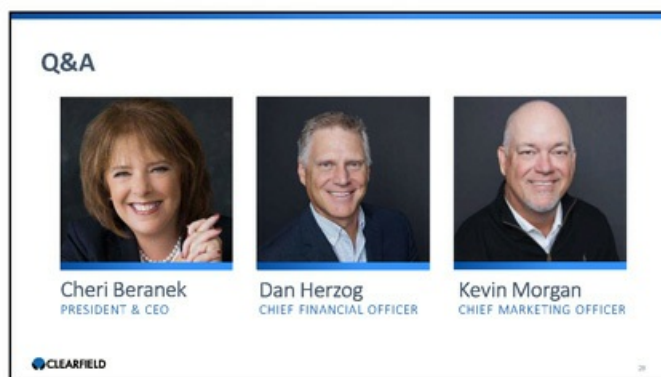 Q&A
Cheri Beranek
PRESIDENT & CEO
Dan Herzog
CHIEF FINANCIAL OFFICER
Kevin Morgan
CHIEF MARKETING OFFICER
CLEARFIELD